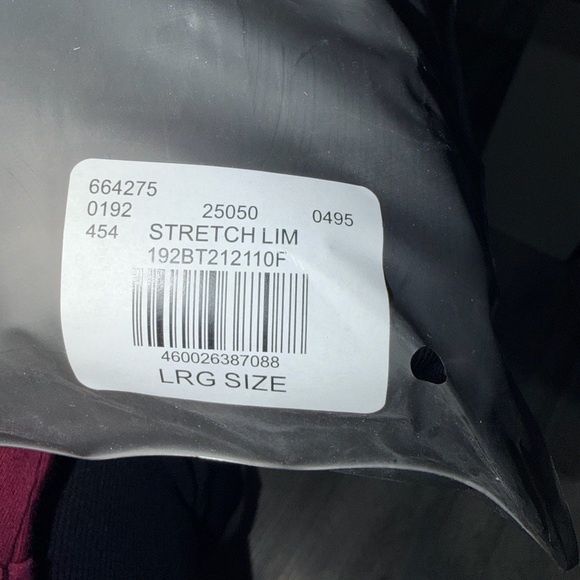 664275
0192 25050 0495
454 STRETCH LIM
192BT212110F
460026387088
LRG SIZE